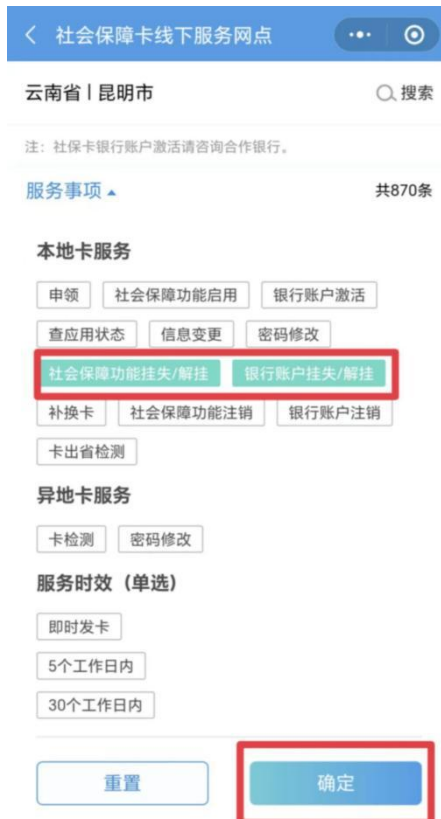 社会保障卡线下服务网点
云南省 | 昆明市 搜索
注：社保卡银行账户激活请咨询合作银行。
服务事项 共870条
本地卡服务
申领 社会保障功能启用 银行账户激活
查应用状态 信息变更 密码修改
社会保障功能挂失/解挂 银行账户挂失/解挂
补换卡 社会保障功能注销 银行账户注销
卡出省检测
异地卡服务
卡检测 密码修改
服务时效（单选）
即时发卡
5个工作日内
30个工作日内
重置 确定